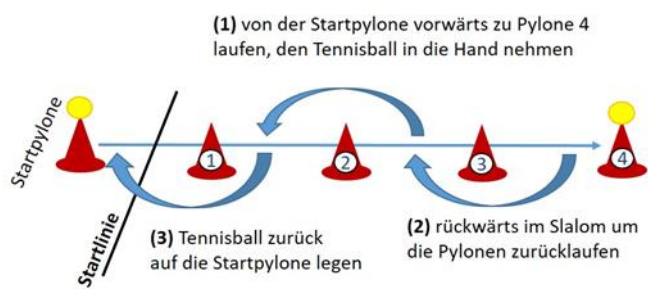 (1) von der Startpylone vorwärts zu Pylone 4
laufen, den Tennisball in die Hand nehmen
Startpylone
1
2
3
4
Startlinie
(3) Tennisball zurück
auf die Startpylone legen
(2) rückwärts im Slalom um
die Pylonen zurücklaufen